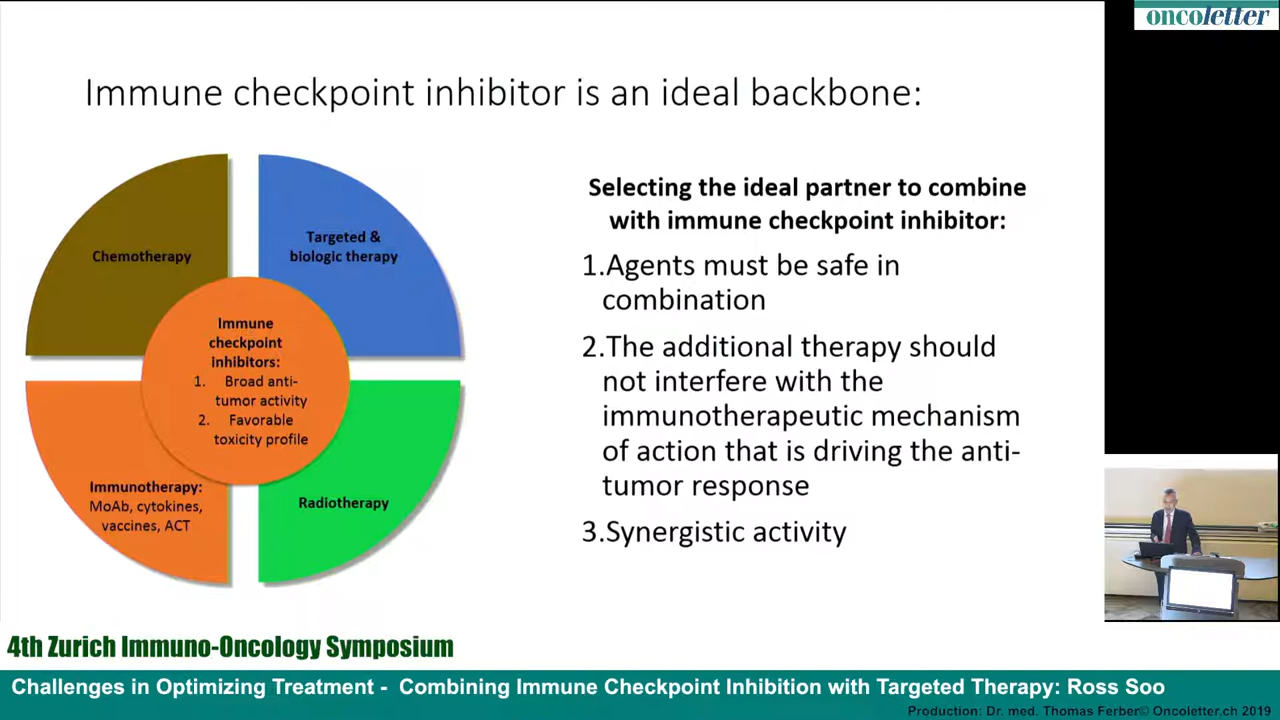 oncoletter
Immune checkpoint inhibitor is an ideal backbone:
Chemotherapy
Targeted &
biologic therapy
Immune
checkpoint
inhibitors:
1. Broad anti-
tumor activity
2. Favorable
toxicity profile
Immunotherapy:
MoAb, cytokines,
vaccines, ACT
Radiotherapy
Selecting the ideal partner to combine
with immune checkpoint inhibitor:
1.Agents must be safe in
combination
2.The additional therapy should
not interfere with the
immunotherapeutic mechanism
of action that is driving the anti-
tumor response
3.Synergistic activity
4th Zurich Immuno-Oncology Symposium
Challenges in Optimizing Treatment - Combining Immune Checkpoint Inhibition with Targeted Therapy: Ross Soo
Production: Dr. med. Thomas Ferber© Oncoletter.ch 2019